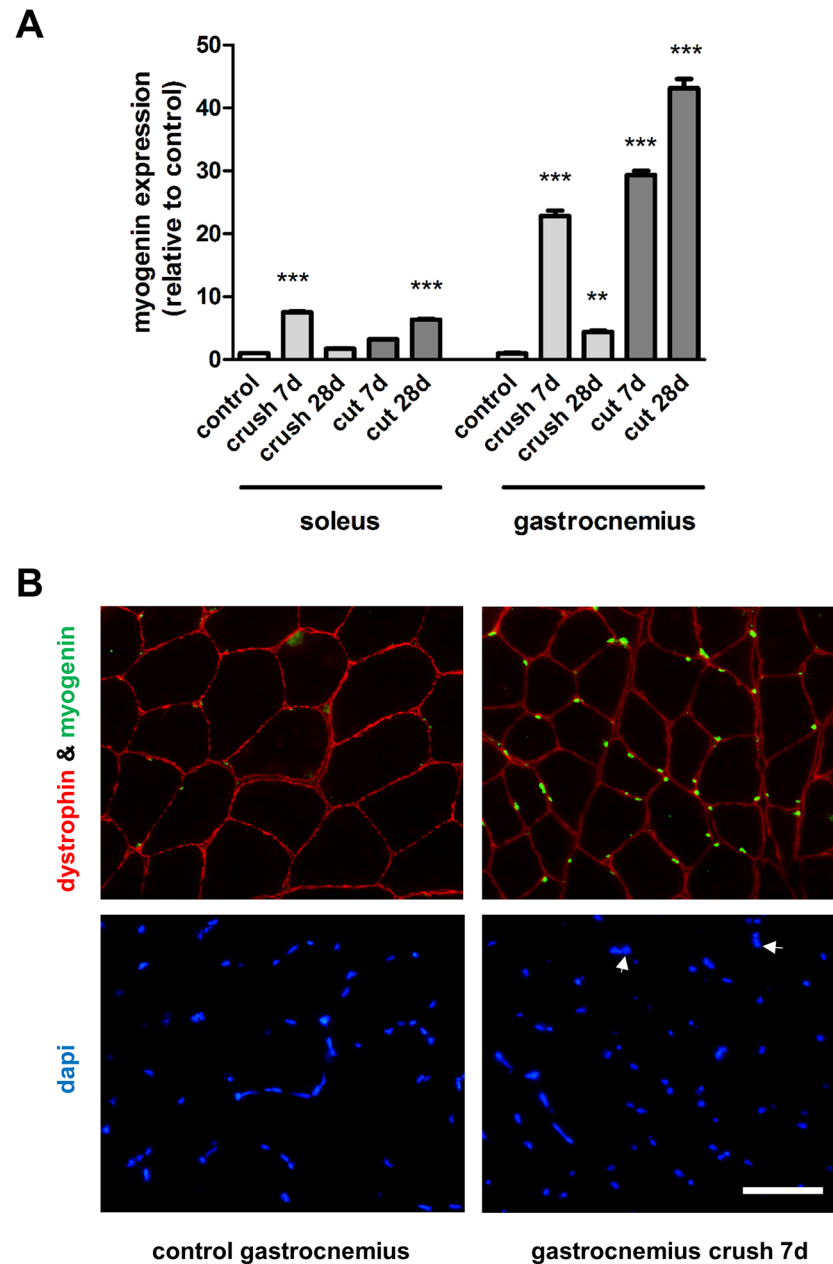 A
myogenin expression
(relative to control)
50
40
30
20
10
0
***
***
***
**
***
***
control
crush 7d
crush 28d
cut 7d
cut 28d
control
crush 7d
crush 28d
cut 7d
cut 28d
soleus
gastrocnemius
B
dystrophin & myogenin
dapi
control gastrocnemius
gastrocnemius crush 7d